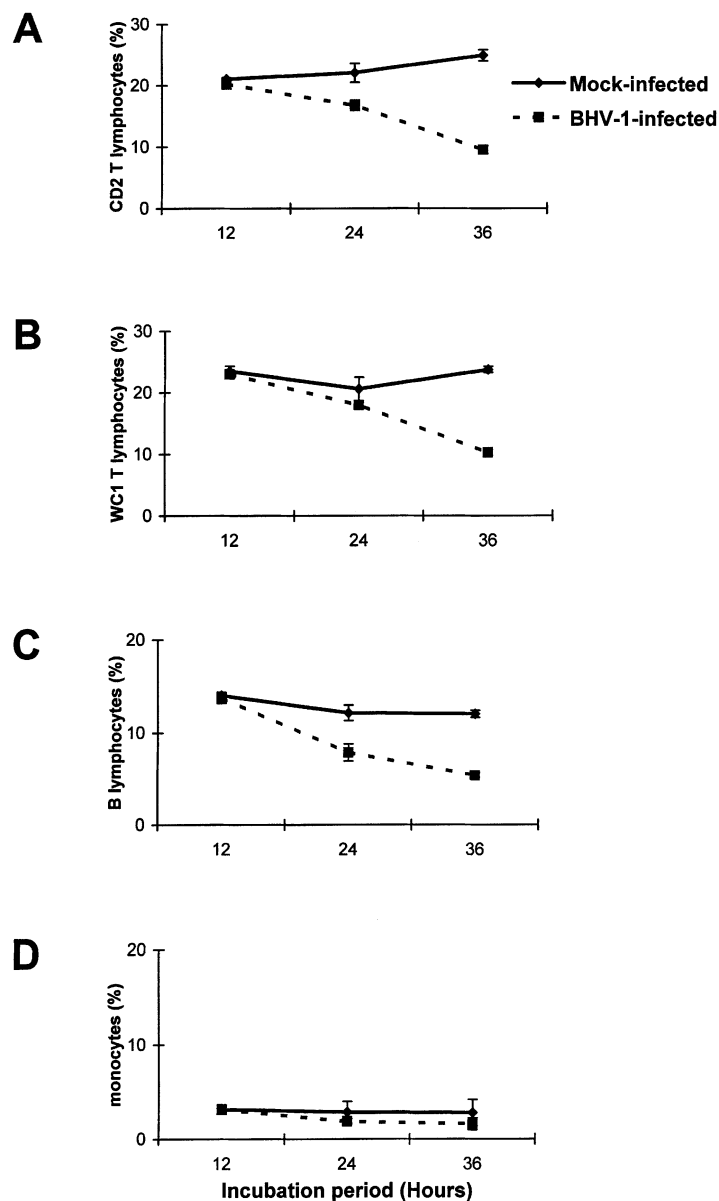 A
CD2 T lymphocytes (%)
30
20
10
0
12 24 36
Mock-infected
BHV-1-infected
B
WC1 T lymphocytes (%)
30
20
10
0
12 24 36
C
B lymphocytes (%)
20
10
0
12 24 36
D
monocytes (%)
20
10
0
12 24 36
Incubation period (Hours)